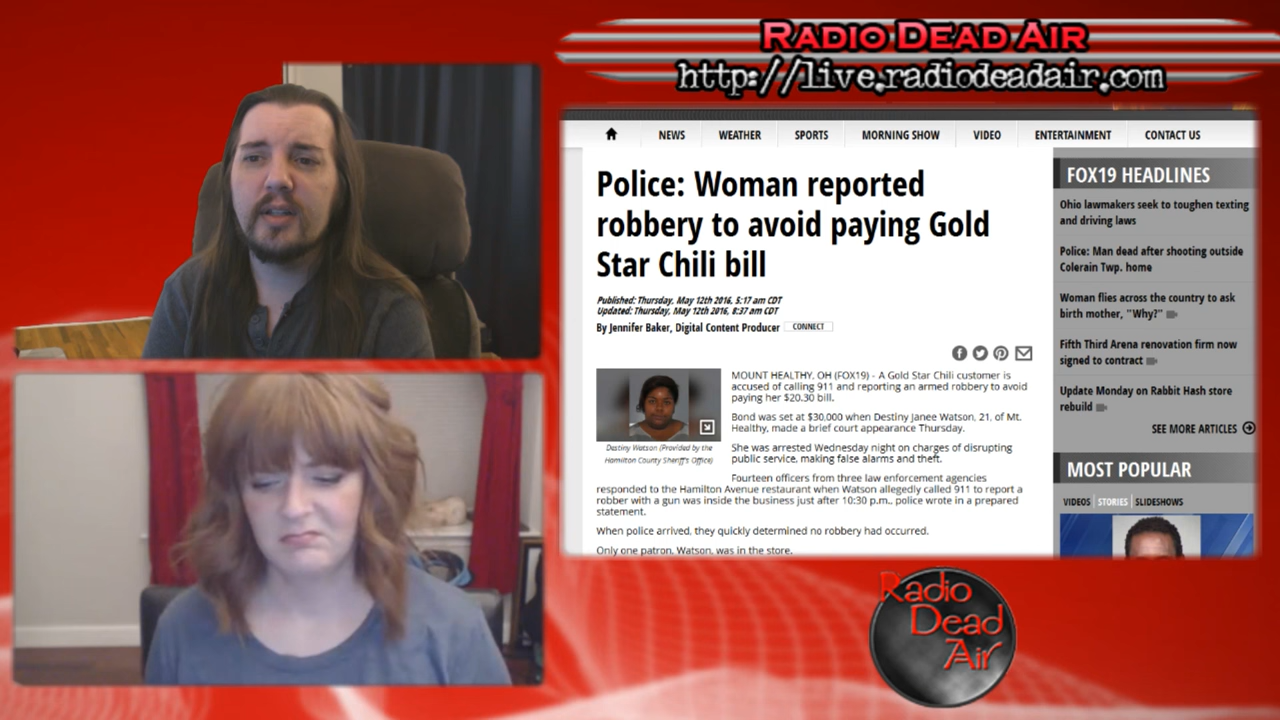 RADIO DEAD AIR
http://live.radiodeadair.com
NEWS
WEATHER
SPORTS
MORNING SHOW
VIDEO
ENTERTAINMENT
CONTACT US
Police: Woman reported
robbery to avoid paying Gold
Star Chili bill
Published: Thursday, May 12th 2016, 5:17 am CDT
Updated: Thursday, May 12th 2016, 8:37 am CDT
By Jennifer Baker, Digital Content Producer
CONNECT
Destiny Watson (Provided by the
Hamilton County Sheriff's Office)
MOUNT HEALTHY, OH (FOX19) - A Gold Star Chili customer is
accused of calling 911 and reporting an armed robbery to avoid
paying her $20.30 bill.
Bond was set at $30,000 when Destiny Janee Watson, 21, of Mt.
Healthy, made a brief court appearance Thursday.
She was arrested Wednesday night on charges of disrupting
public service, making false alarms and theft.
Fourteen officers from three law enforcement agencies
responded to the Hamilton Avenue restaurant when Watson allegedly called 911 to report a
robber with a gun was inside the business just after 10:30 p.m., police wrote in a prepared
statement.
When police arrived, they quickly determined no robbery had occurred.
Only one patron, Watson, was in the store.
FOX19 HEADLINES
Ohio lawmakers seek to toughen texting
and driving laws
Police: Man dead after shooting outside
Colerain Twp. home
Woman flies across the country to ask
birth mother, "Why?"
Fifth Third Arena renovation firm now
signed to contract
Update Monday on Rabbit Hash store
rebuild
SEE MORE ARTICLES
MOST POPULAR
VIDEOS
STORIES
SLIDESHOWS
Radio
Dead
Air